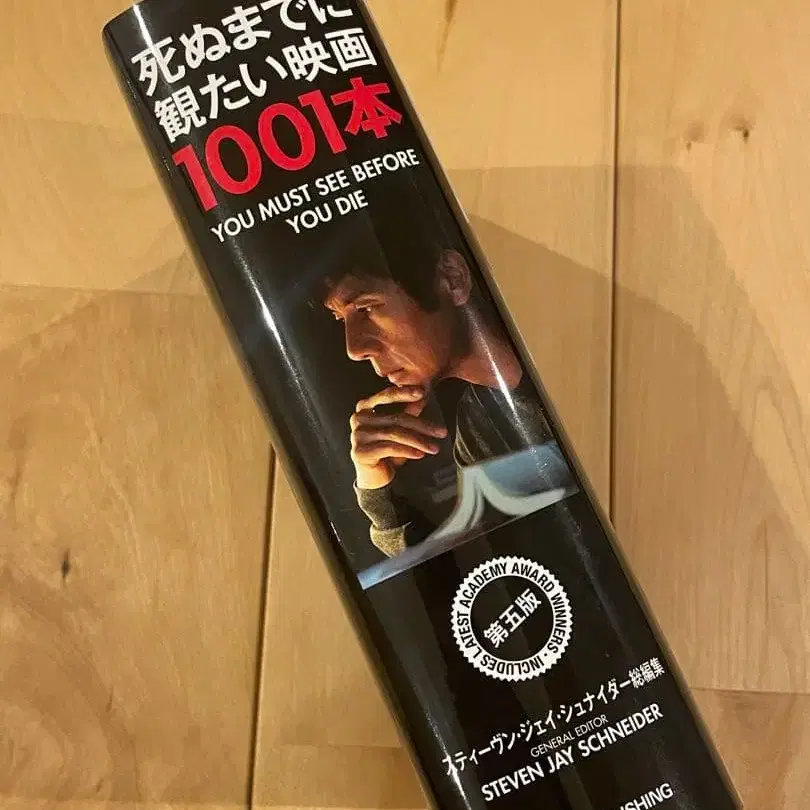 死ぬまでに
観たい映画
1001本
YOU MUST SEE BEFORE
YOU DIE
INCLUDES LATEST ACADEMY AWARD WINNERS •
第五版
スティーヴン・ジェイ・シュナイダー総編集
GENERAL EDITOR
STEVEN JAY SCHNEIDER